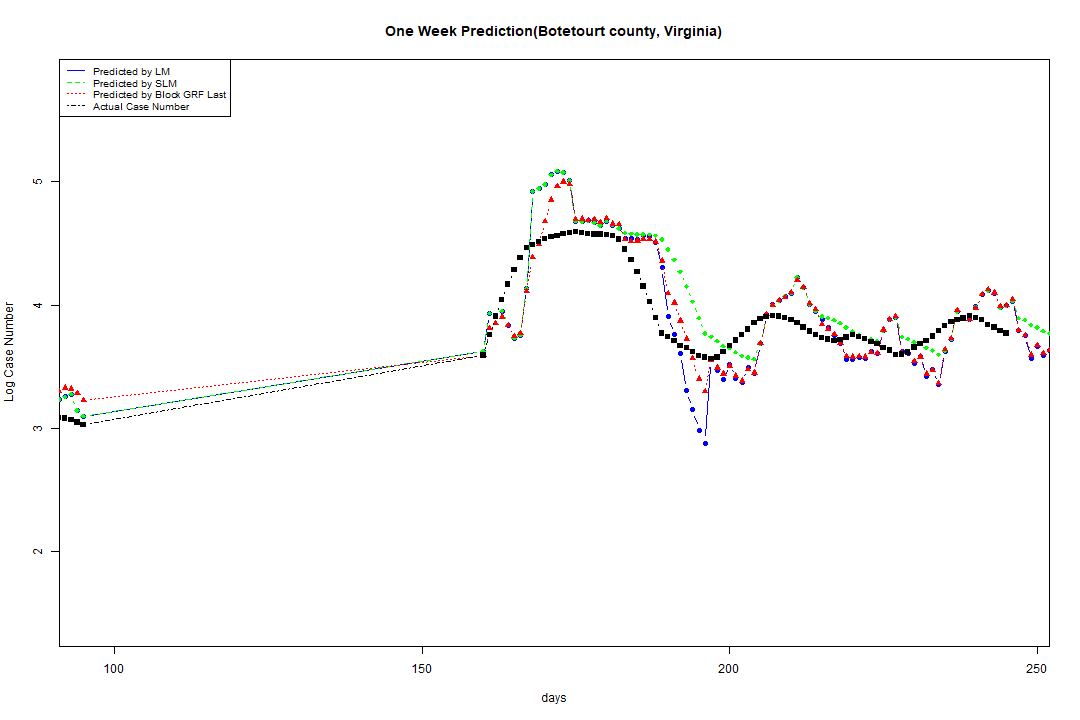 One Week Prediction(Botetourt county, Virginia)
Predicted by LM
Predicted by SLM
Predicted by Block GRF Last
Actual Case Number
5
4
3
2
Log Case Number
100 150 200 250
days